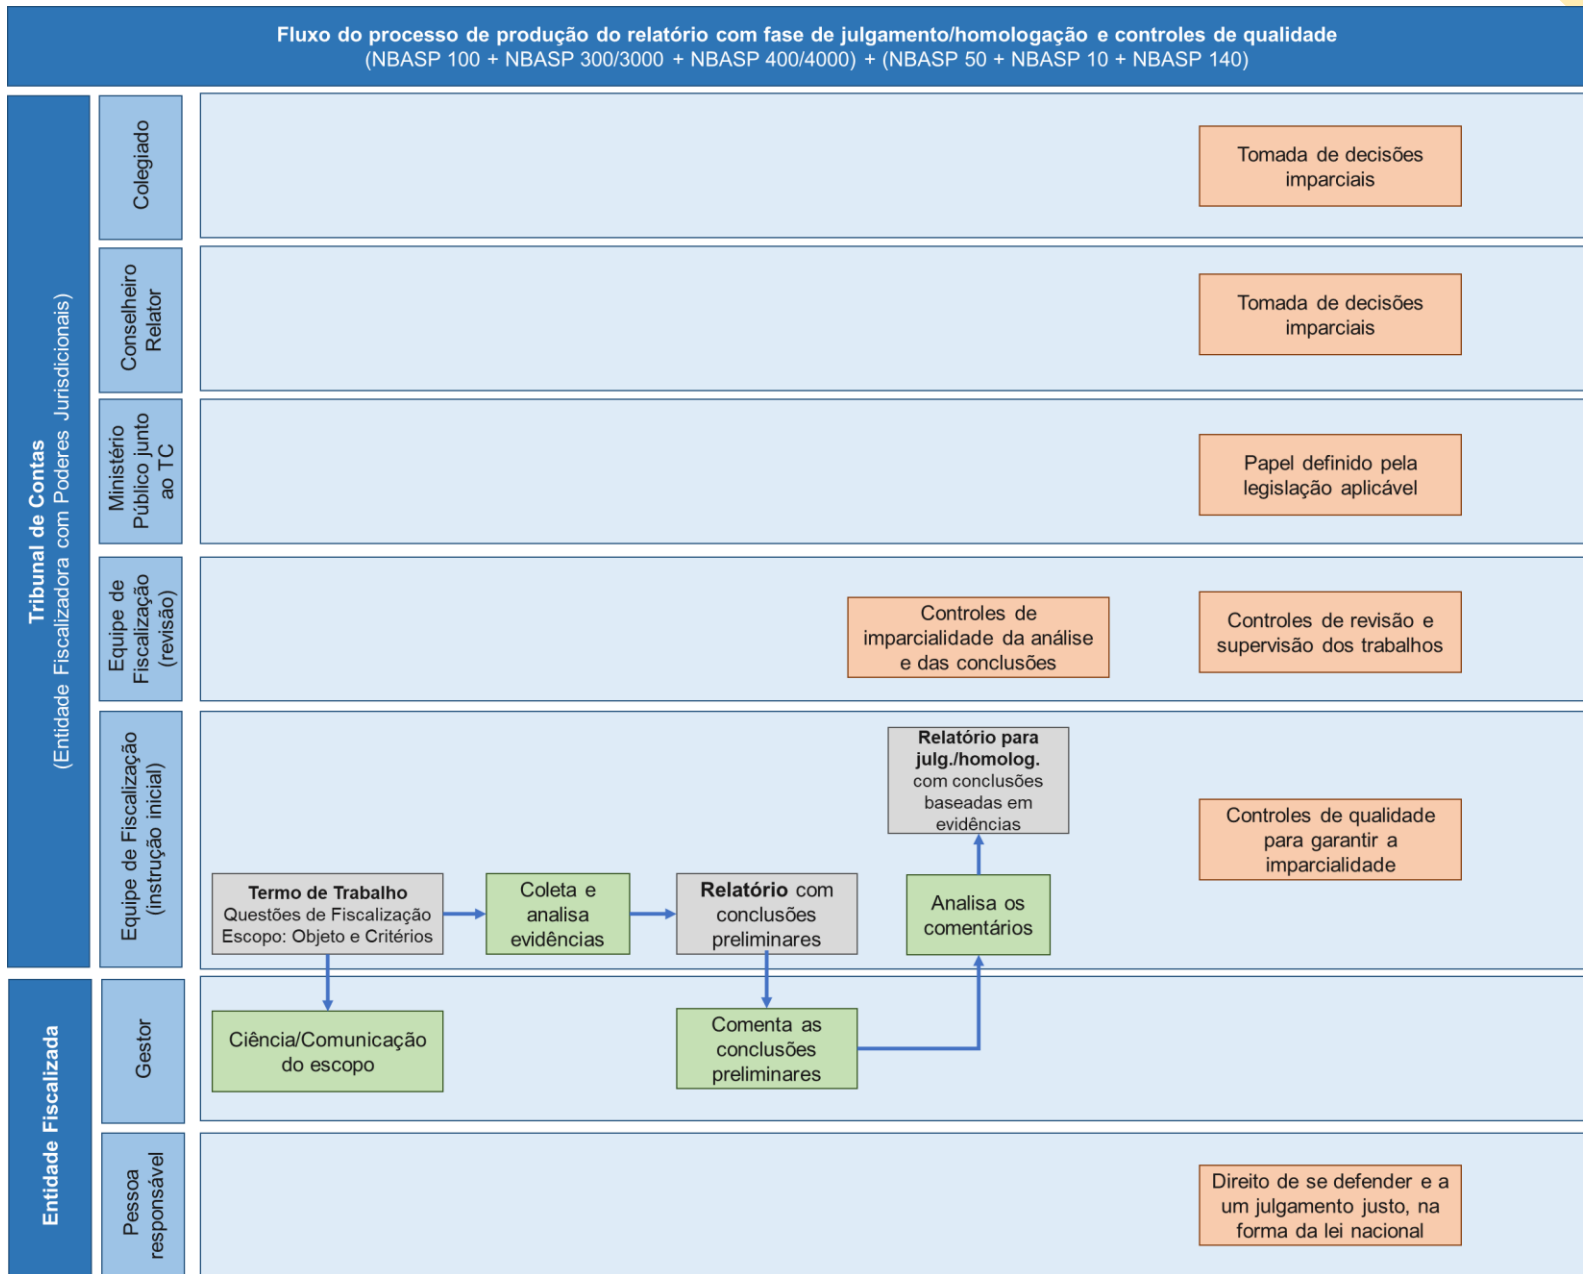 Fluxo do processo de produção do relatório com fase de julgamento/homologação e controles de qualidade
(NBASP 100 + NBASP 300/3000 + NBASP 400/4000) + (NBASP 50 + NBASP 10 + NBASP 140)
Tribunal de Contas
(Entidade Fiscalizadora com Poderes Jurisdicionais)
Colegiado
Tomada de decisões
imparciais
Conselheiro
Relator
Tomada de decisões
imparciais
Ministério
Público junto
ao TC
Papel definido pela
legislação aplicável
Equipe de
Fiscalização
(revisão)
Controles de
imparcialidade da análise
e das conclusões
Controles de revisão e
supervisão dos trabalhos
Equipe de Fiscalização
(instrução inicial)
Termo de Trabalho
Questões de Fiscalização
Escopo: Objeto e Critérios
Coleta e
analisa
evidências
Relatório com
conclusões
preliminares
Analisa os
comentários
Relatório para
julg./homolog.
com conclusões
baseadas em
evidências
Controles de qualidade
para garantir a
imparcialidade
Entidade Fiscalizada
Gestor
Ciência/Comunicação
do escopo
Comenta as
conclusões
preliminares
Pessoa
responsável
Direito de se defender e a
um julgamento justo, na
forma da lei nacional